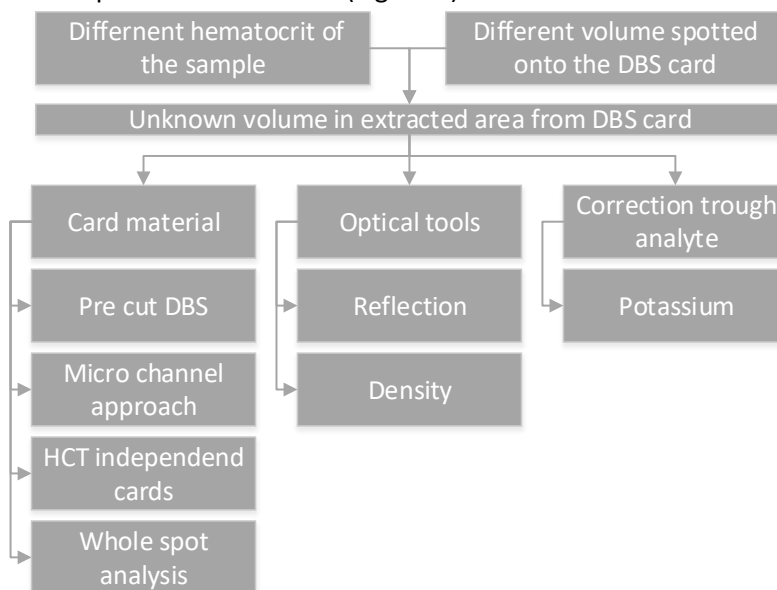 Differnent hematocrit of
the sample
Different volume spotted
onto the DBS card
Unknown volume in extracted area from DBS card
Card material
Optical tools
Correction trough
analyte
Pre cut DBS
Reflection
Potassium
Micro channel
approach
Density
HCT independend
cards
Whole spot
analysis